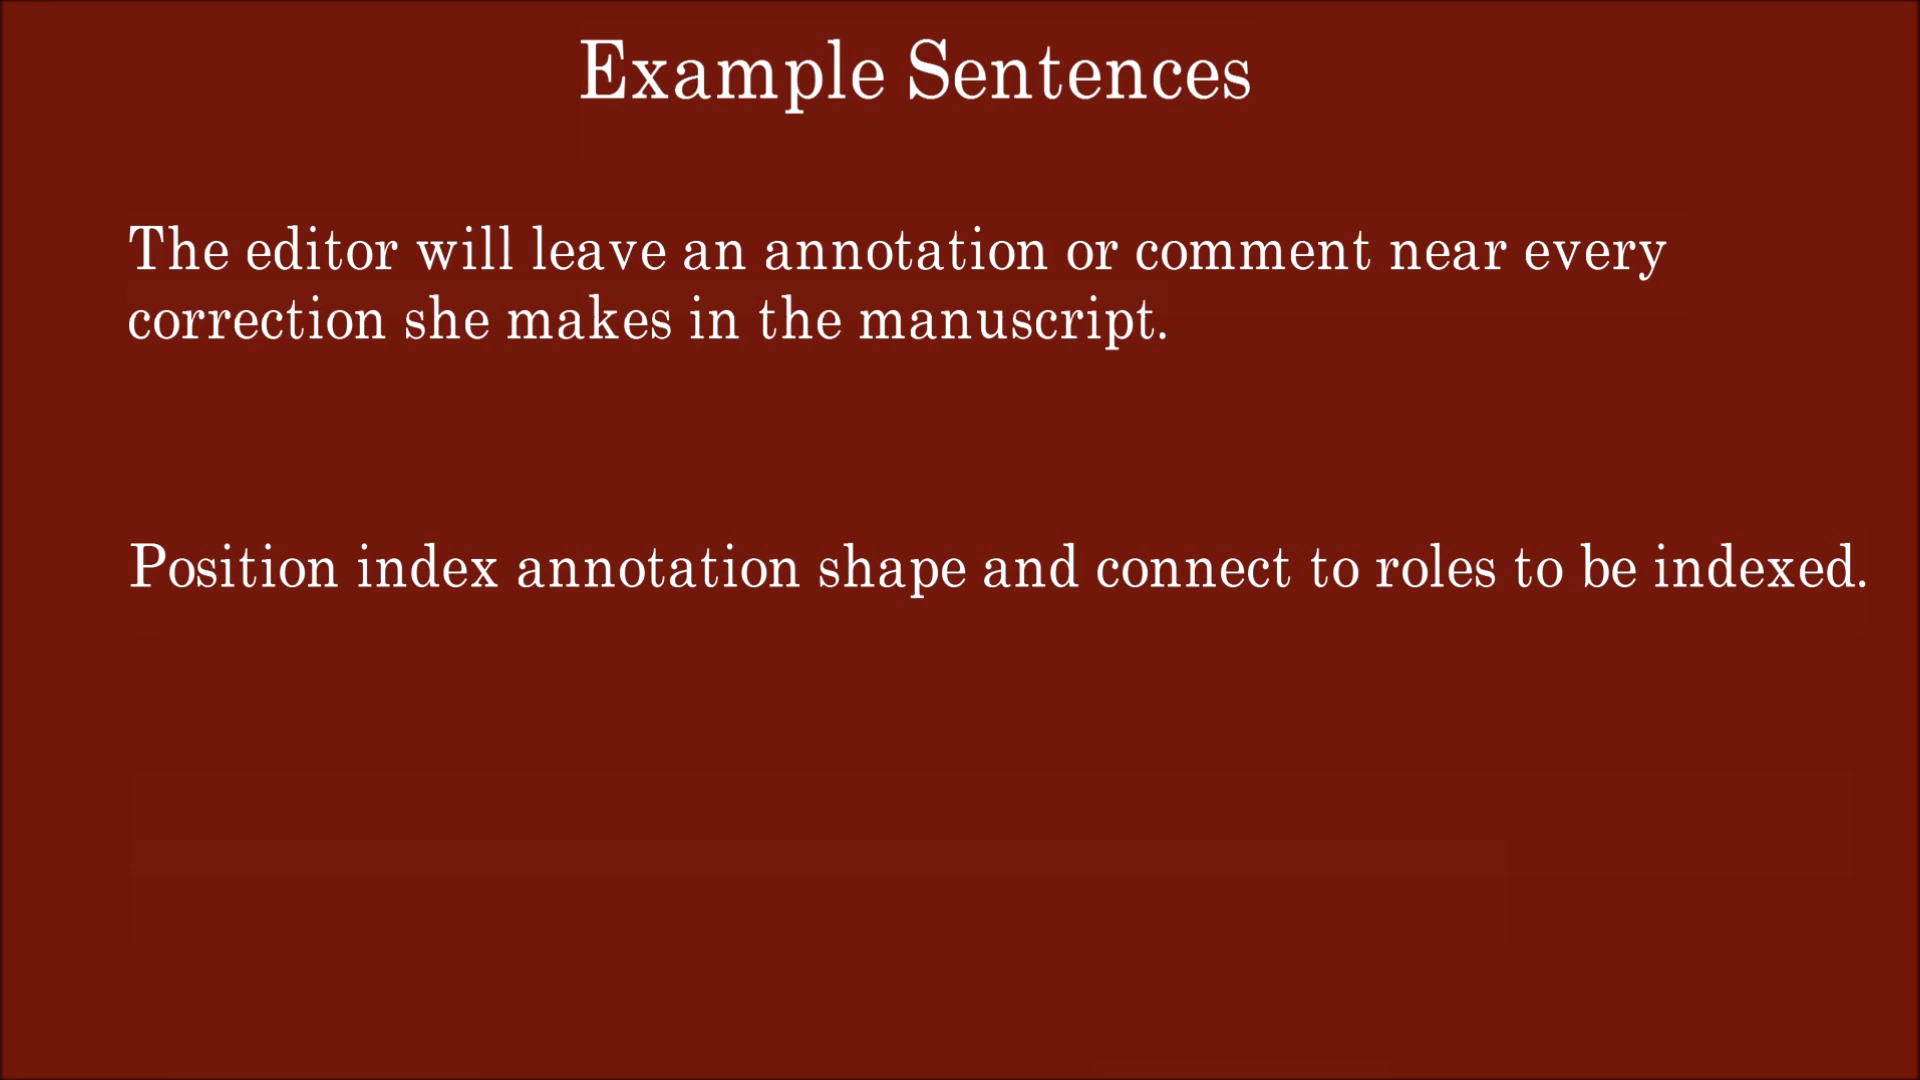 Example Sentences
The editor will leave an annotation or comment near every
correction she makes in the manuscript.
Position index annotation shape and connect to roles to be indexed.